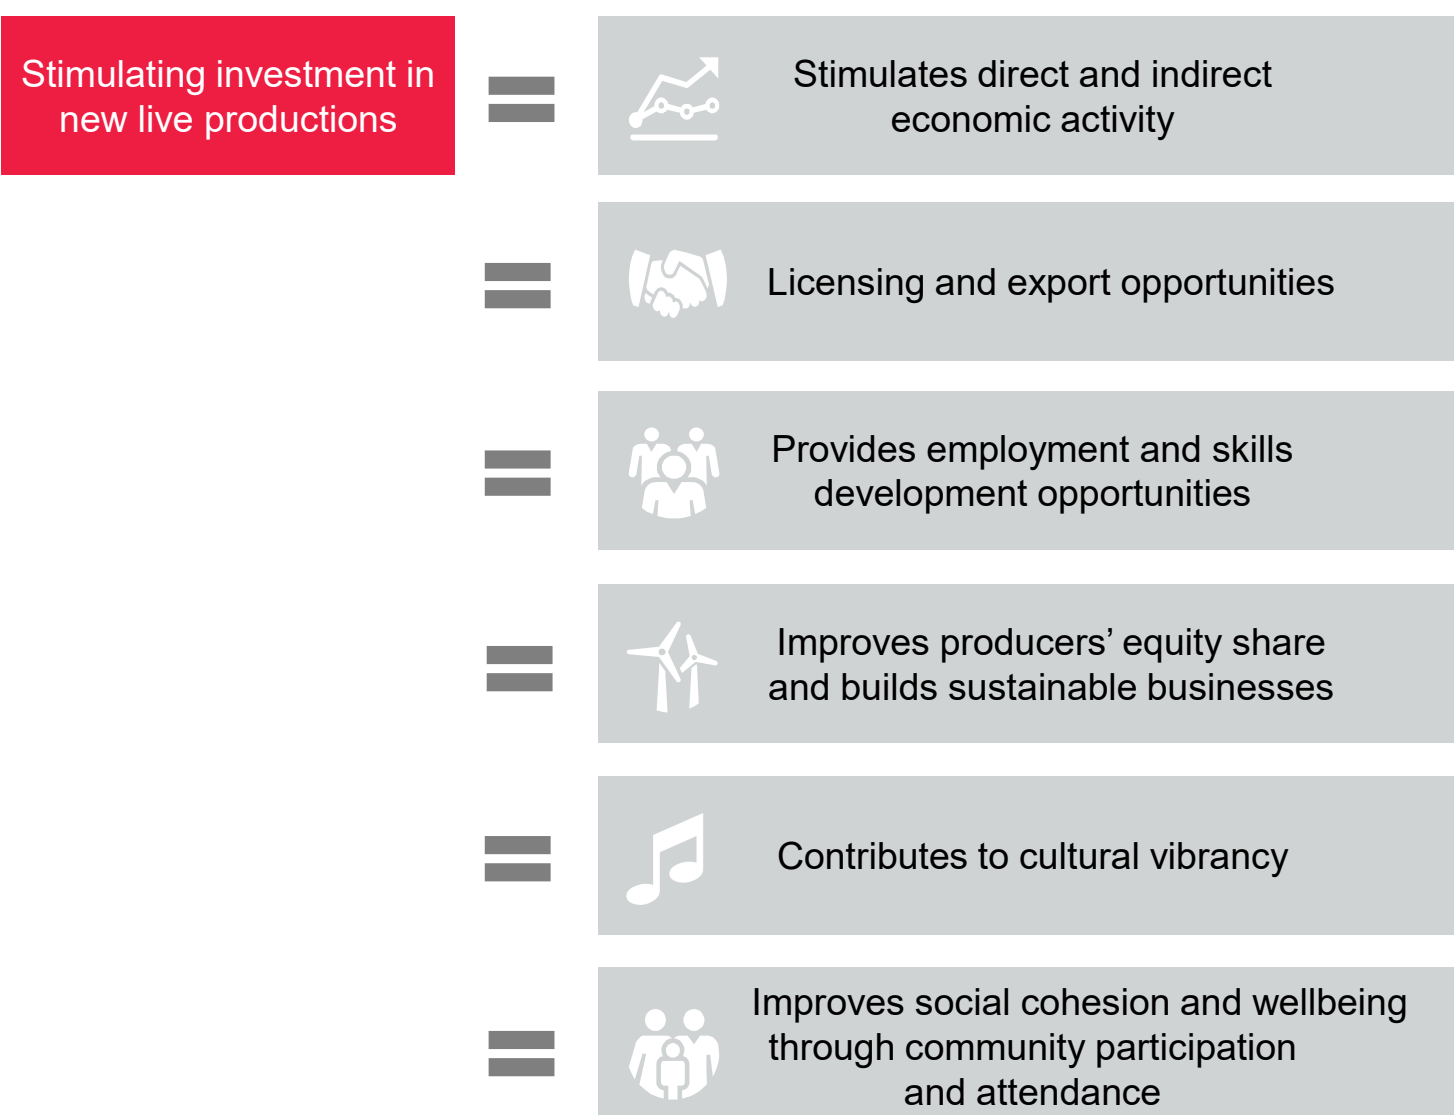 Stimulating investment in
new live productions
Stimulates direct and indirect
economic activity
Licensing and export opportunities
Provides employment and skills
development opportunities
Improves producers’ equity share
and builds sustainable businesses
Contributes to cultural vibrancy
Improves social cohesion and wellbeing
through community participation
and attendance